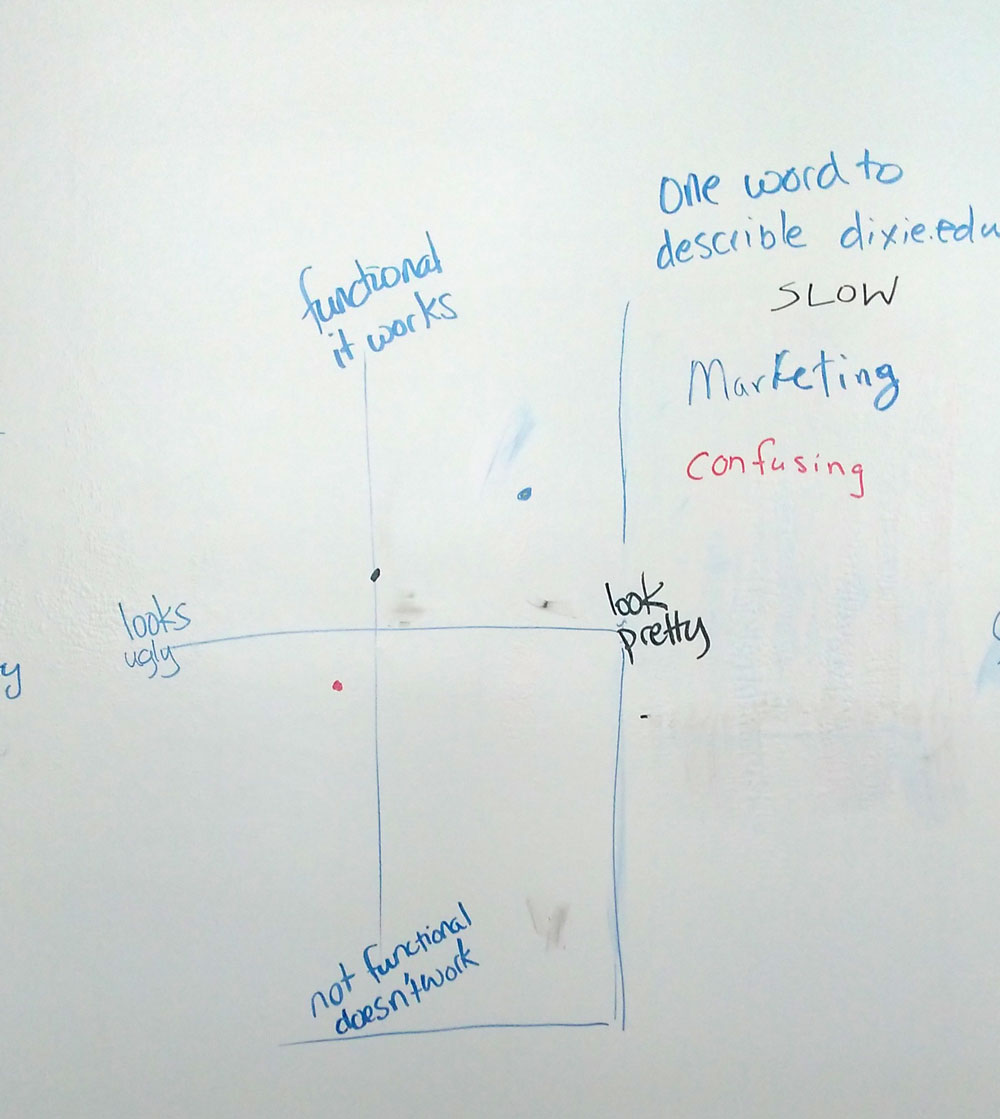 one word to
describle dixie.edu
SLOW
Marketing
confusing
functional
it works
looks
ugly
look
pretty
not functional
doesn't work
y